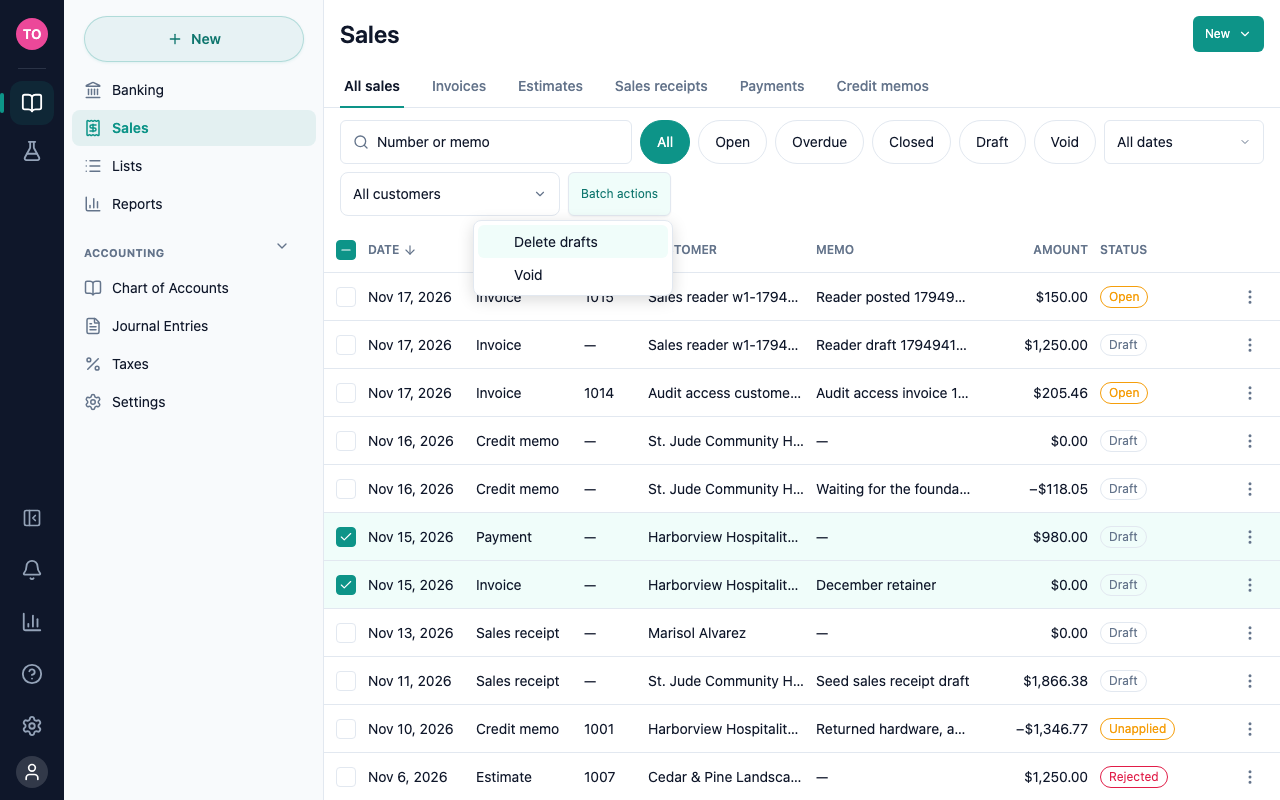 TO
New
Banking
Sales
Lists
Reports
ACCOUNTING
Chart of Accounts
Journal Entries
Taxes
Settings
Sales
New
All sales Invoices Estimates Sales receipts Payments Credit memos
Number or memo All Open Overdue Closed Draft Void All dates
All customers Batch actions
Delete drafts
Void
DATE TOMER MEMO AMOUNT STATUS
Nov 17, 2026 Invoice 1015 Sales reader w1-1794... Reader posted 17949... $150.00 Open
Nov 17, 2026 Invoice — Sales reader w1-1794... Reader draft 1794941... $1,250.00 Draft
Nov 17, 2026 Invoice 1014 Audit access custome... Audit access invoice 1... $205.46 Open
Nov 16, 2026 Credit memo — St. Jude Community H... — $0.00 Draft
Nov 16, 2026 Credit memo — St. Jude Community H... Waiting for the founda... −$118.05 Draft
Nov 15, 2026 Payment — Harborview Hospitalit... — $980.00 Draft
Nov 15, 2026 Invoice — Harborview Hospitalit... December retainer $0.00 Draft
Nov 13, 2026 Sales receipt — Marisol Alvarez — $0.00 Draft
Nov 11, 2026 Sales receipt — St. Jude Community H... Seed sales receipt draft $1,866.38 Draft
Nov 10, 2026 Credit memo 1001 Harborview Hospitalit... Returned hardware, a... −$1,346.77 Unapplied
Nov 6, 2026 Estimate 1007 Cedar & Pine Landsca... — $1,250.00 Rejected